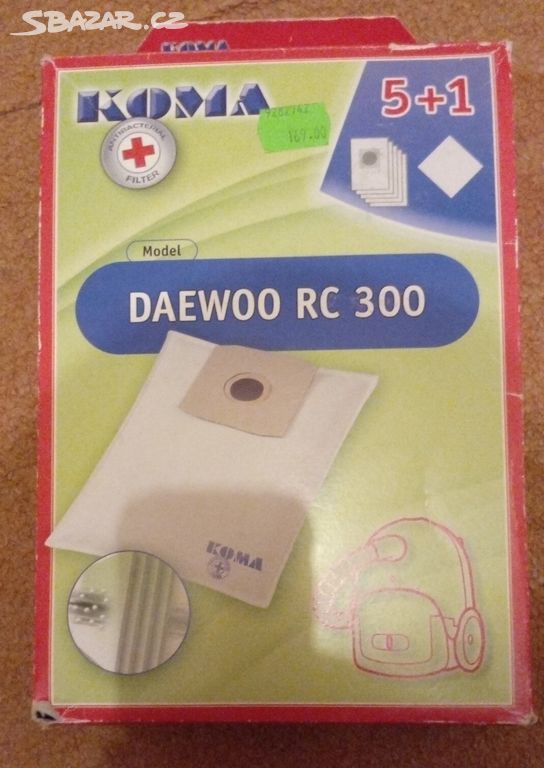 SBAZAR.CZ
KOMA
KOMA
5+1
169.00
ANTIBACTERIAL
FILTER
Model
DAEWOO RC 300
KOMA